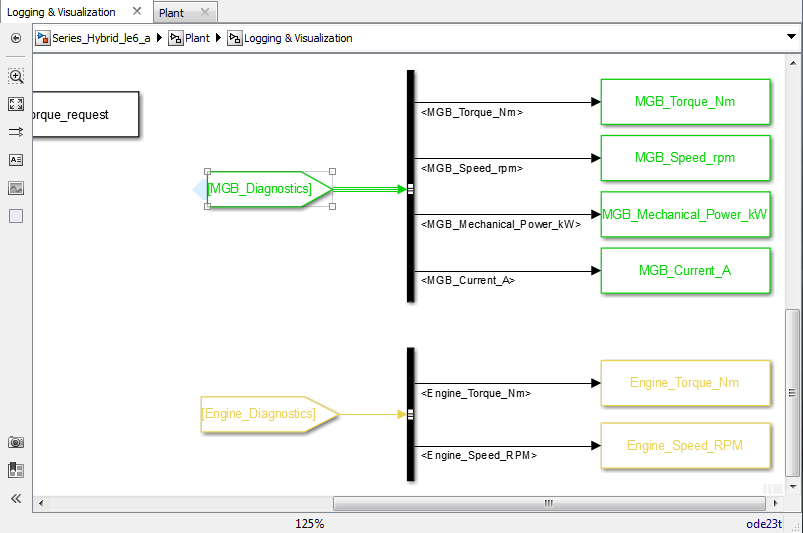 Logging & Visualization
Plant
Series_Hybrid_le6_a
Plant
Logging & Visualization
orque_request
[MGB_Diagnostics]
<MGB_Torque_Nm>
MGB_Torque_Nm
<MGB_Speed_rpm>
MGB_Speed_rpm
<MGB_Mechanical_Power_kW>
MGB_Mechanical_Power_kW
<MGB_Current_A>
MGB_Current_A
[Engine_Diagnostics]
<Engine_Torque_Nm>
Engine_Torque_Nm
<Engine_Speed_RPM>
Engine_Speed_RPM
125%
ode23t